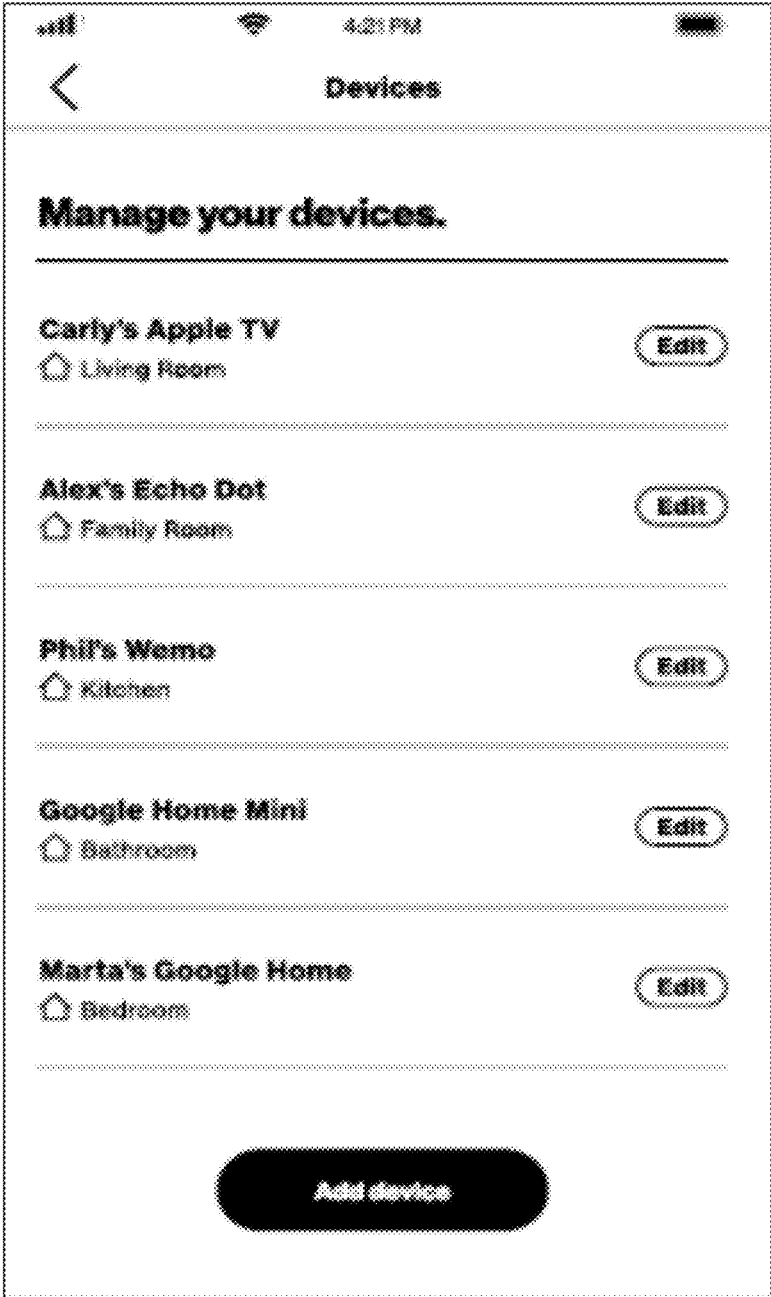 4:21 PM
Devices
Manage your devices.
Carly's Apple TV
Edit
Living Room
Alex's Echo Dot
Edit
Family Room
Phil's Wemo
Edit
Kitchen
Google Home Mini
Edit
Bathroom
Marta's Google Home
Edit
Bedroom
Add device